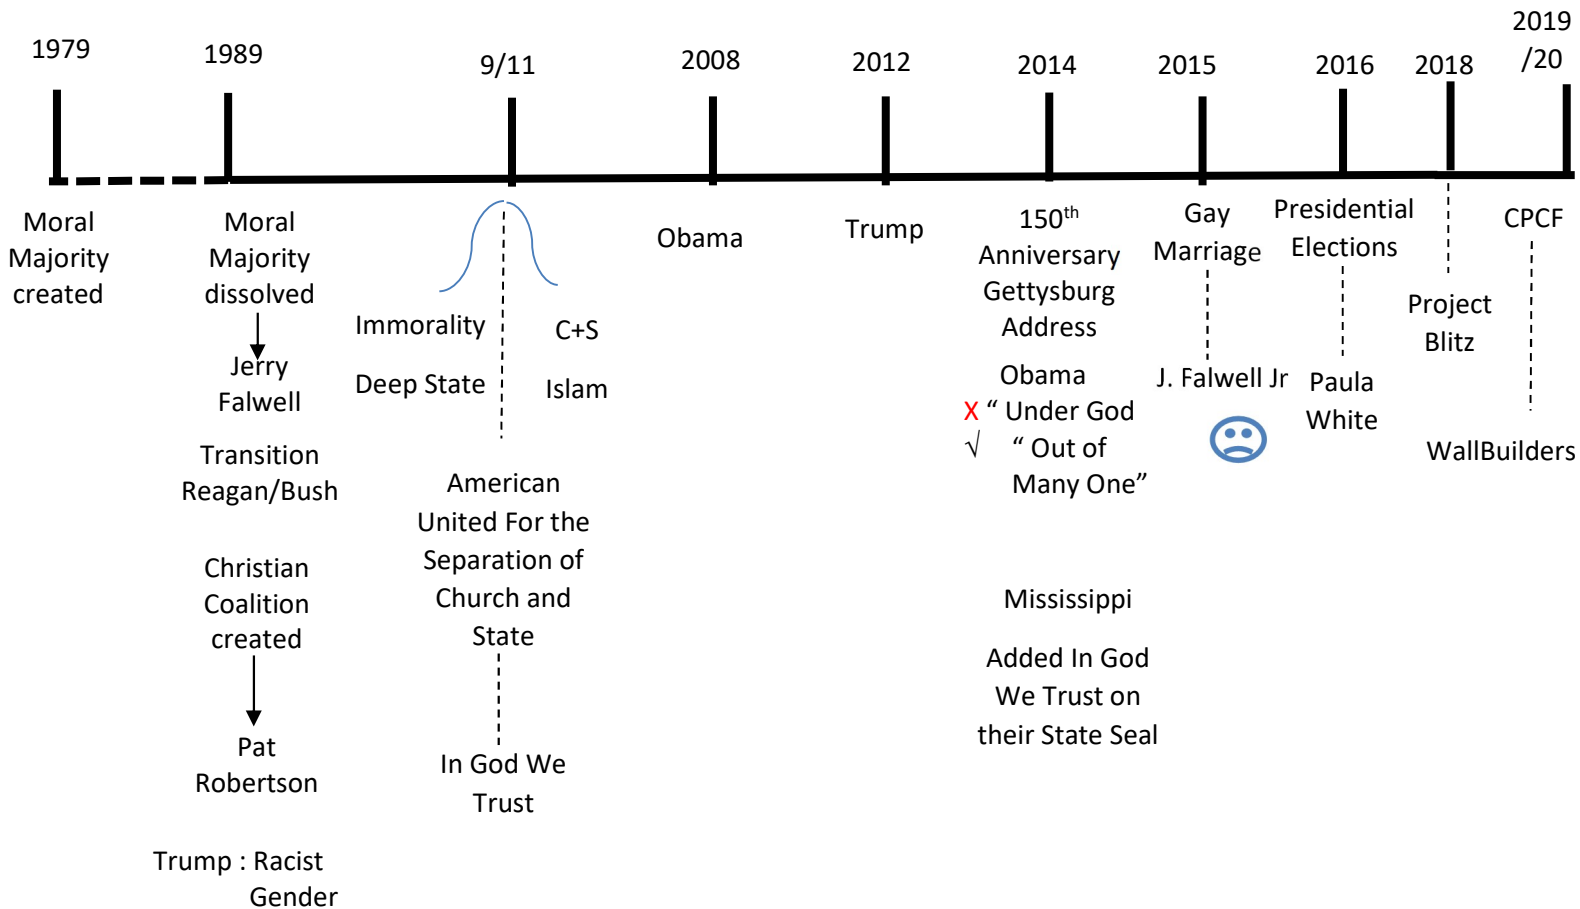 1979
1989
9/11
2008
2012
2014
2015
2016
2018
2019
/20
Moral
Majority
created
Moral
Majority
dissolved
Jerry
Falwell
Transition
Reagan/Bush
Christian
Coalition
created
Pat
Robertson
Trump : Racist
Gender
Immorality
Deep State
C+S
Islam
American
United For the
Separation of
Church and
State
In God We
Trust
Obama
Trump
150th
Anniversary
Gettysburg
Address
Obama
X “ Under God
√ “ Out of
Many One”
Mississippi
Added In God
We Trust on
their State Seal
Gay
Marriage
J. Falwell Jr
Presidential
Elections
Paula
White
Project
Blitz
CPCF
WallBuilders